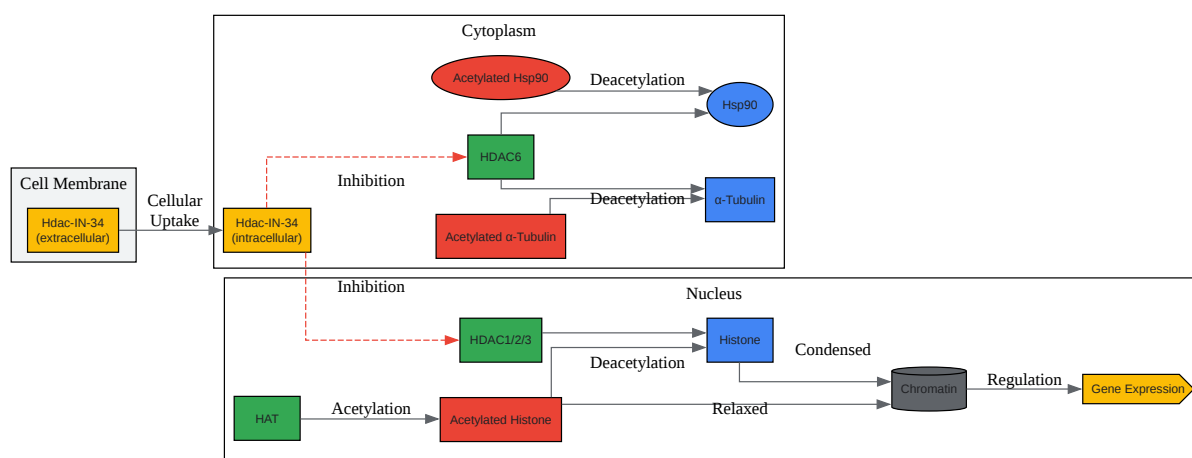 Cytoplasm
Acetylated Hsp90
Deacetylation
Hsp90
HDAC6
Inhibition
Cell Membrane
Hdac-IN-34
(extracellular)
Cellular
Uptake
Hdac-IN-34
(intracellular)
Deacetylation
α-Tubulin
Acetylated α-Tubulin
Inhibition
Nucleus
HDAC1/2/3
Histone
Deacetylation
Condensed
Chromatin
Regulation
Gene Expression
HAT
Acetylation
Acetylated Histone
Relaxed